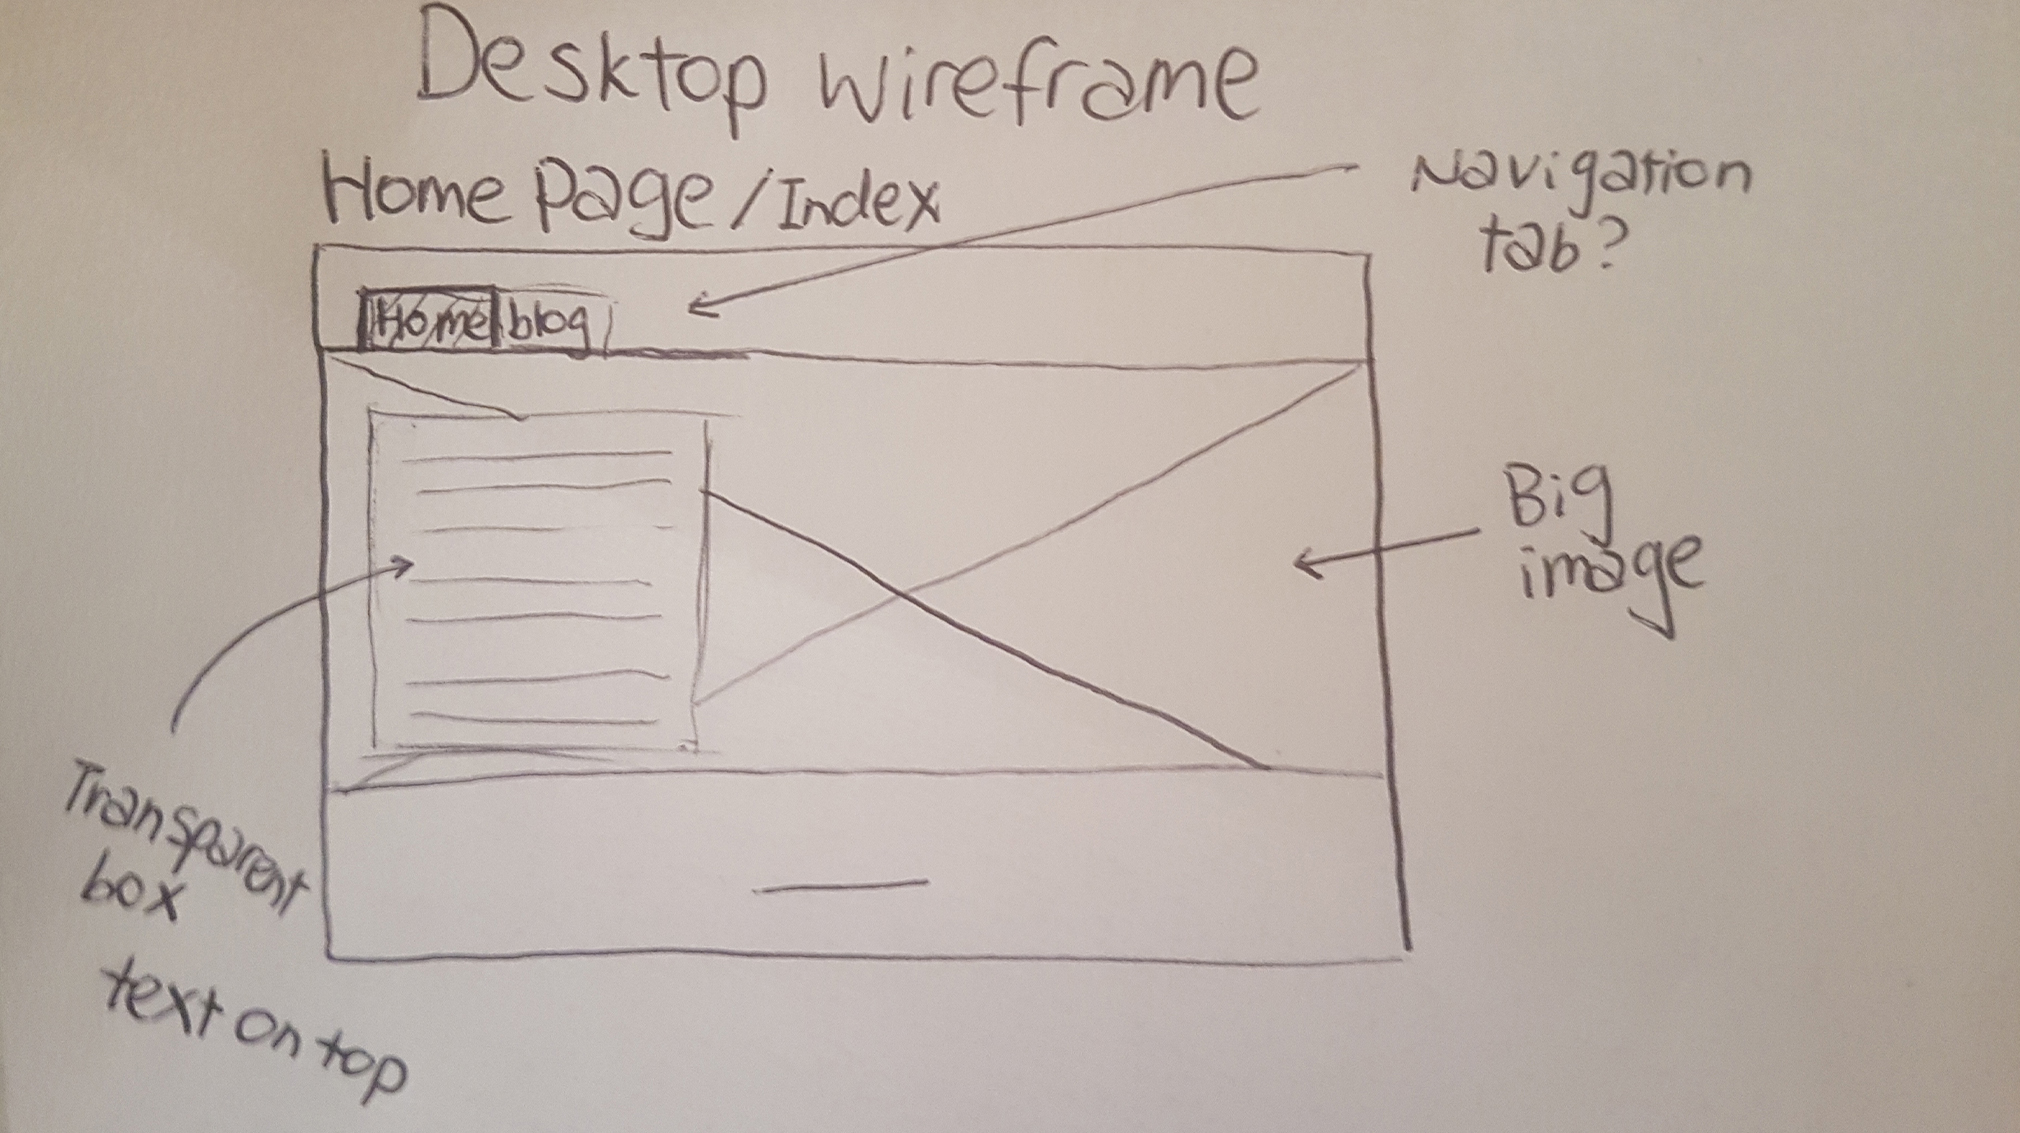 Desktop wireframe
Home Page/Index
Navigation
tab?
Home blog
Big
image
Transparent
box
text on top